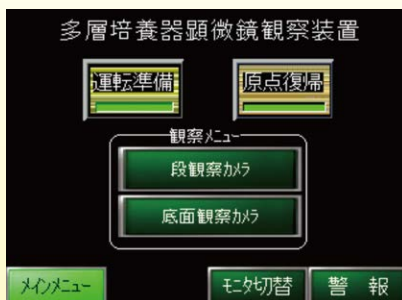 多層培養器顕微鏡観察装置
運転準備
原点復帰
観察メニュー
段観察カメラ
底面観察カメラ
メインメニュー
モニタ切替
警 報